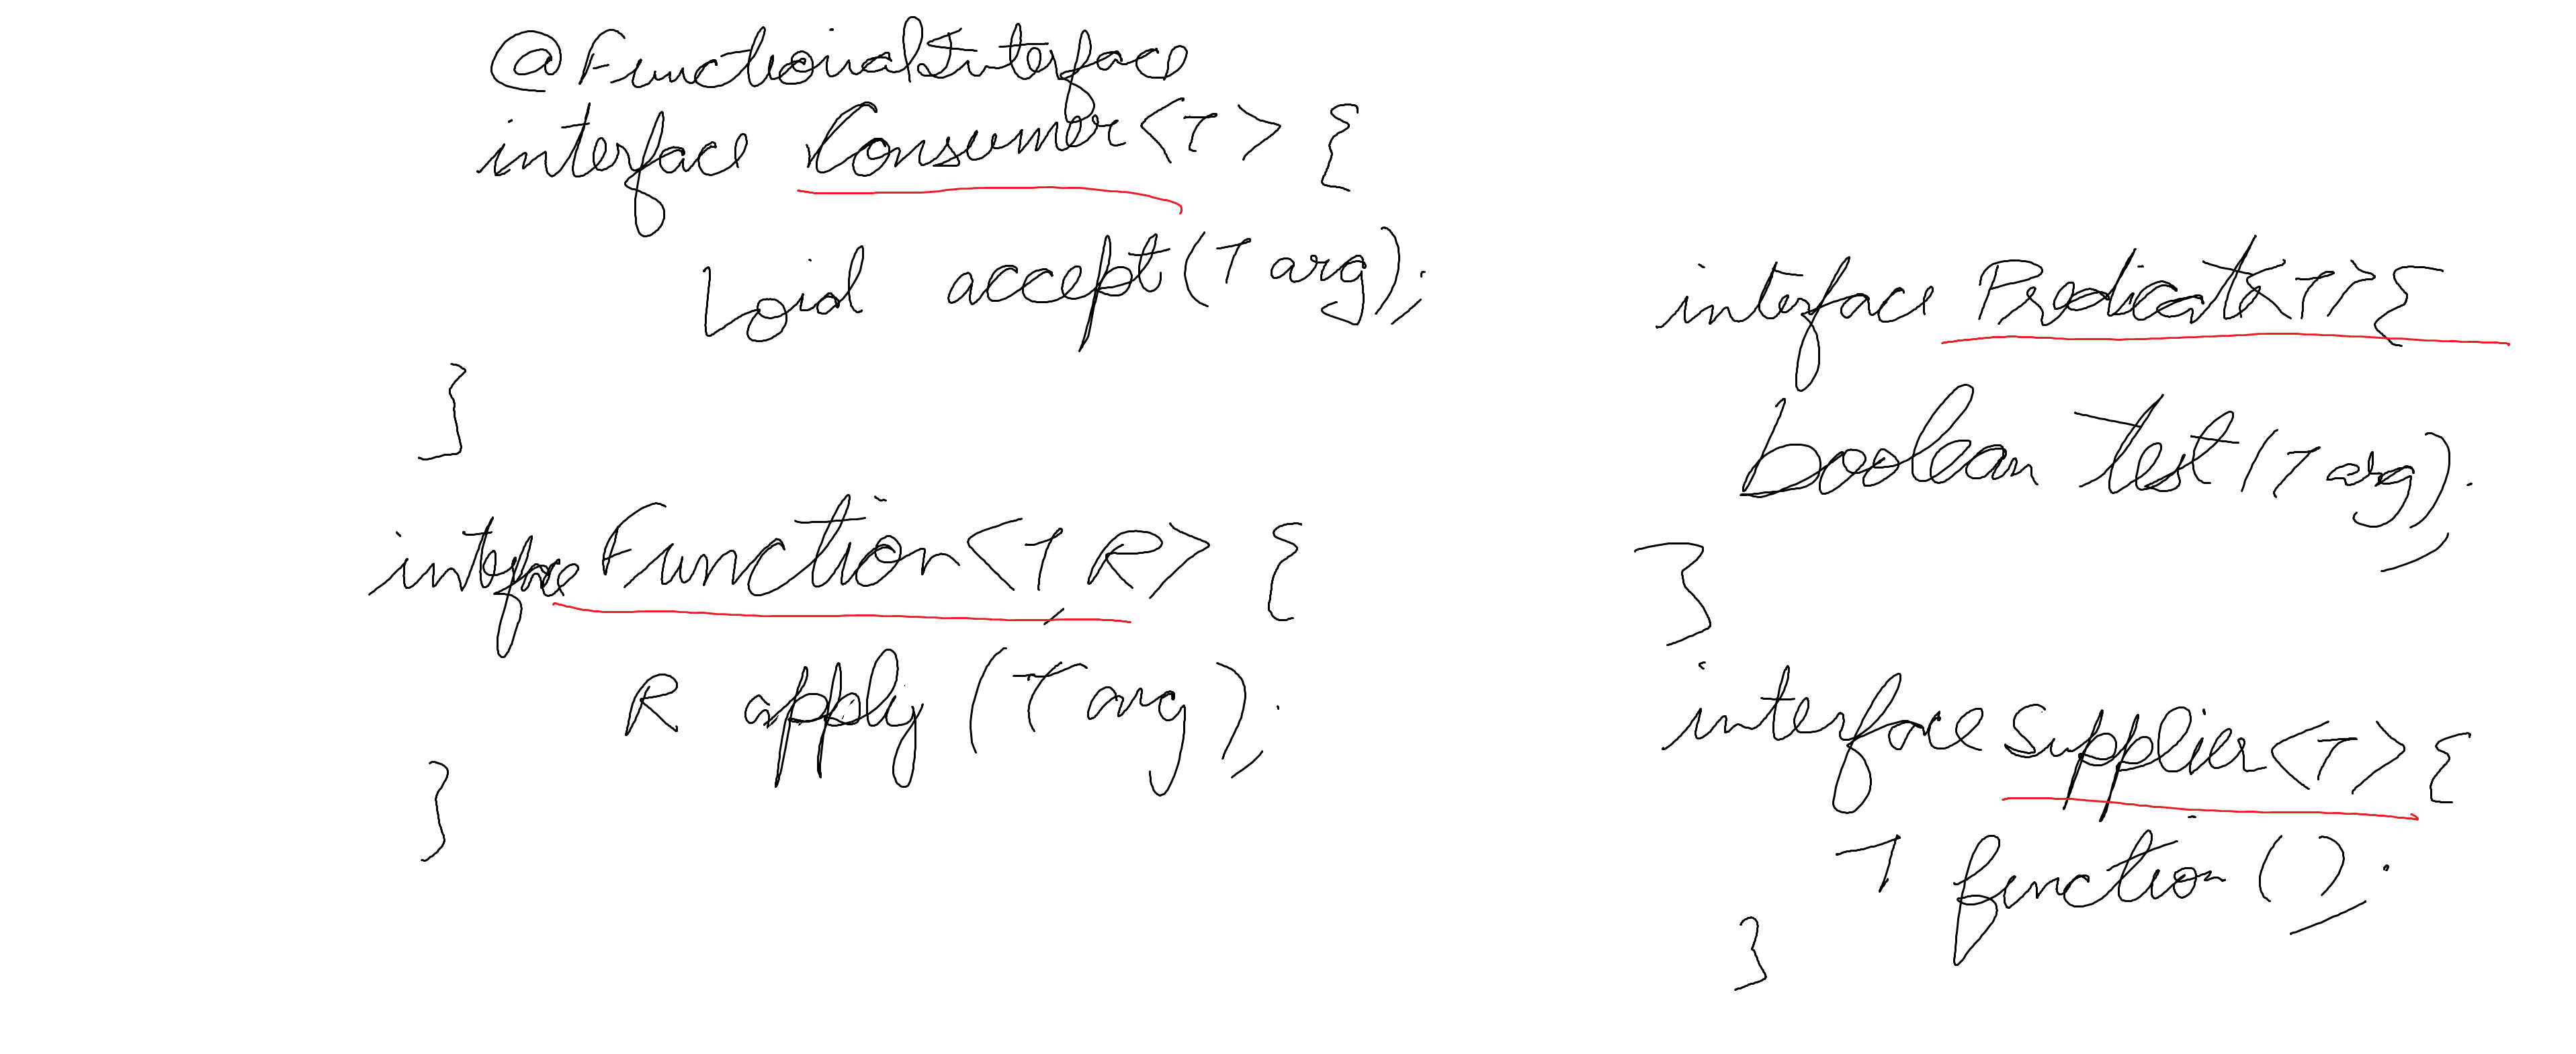 @FunctionalInterface
interface Consumer<T> {
void accept(T arg);
}
interface Function<T, R> {
R apply(T arg);
}
interface Predicate<T>{
boolean test(T arg);
}
interface Supplier<T>{
T function();
}